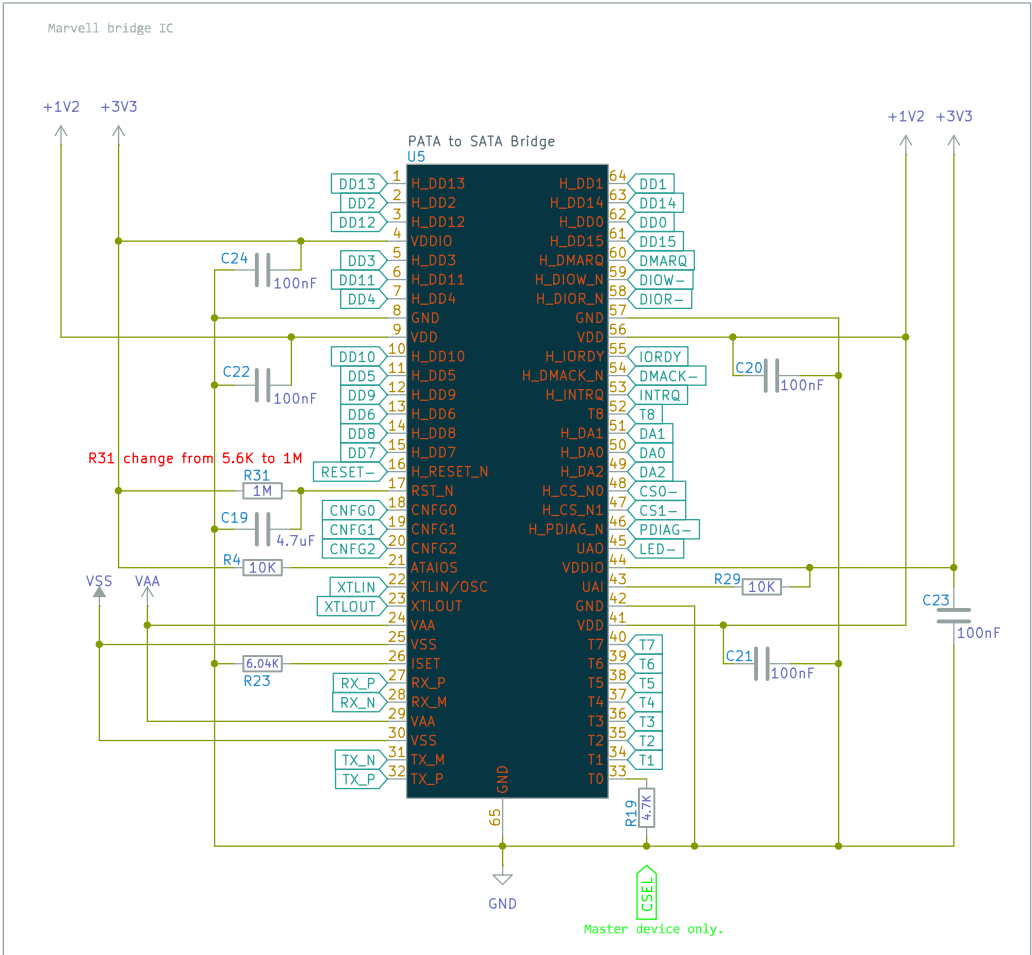 Marvell bridge IC
+1V2 +3V3
+1V2 +3V3
PATA to SATA Bridge
U5
DD13 1 H_DD13 H_DD1 64 DD1
DD2 2 H_DD2 H_DD14 63 DD14
DD12 3 H_DD12 H_DD0 62 DD0
4 VDDIO H_DD15 61 DD15
C24 DD3 5 H_DD3 H_DMARQ 60 DMARQ
100nF DD11 6 H_DD11 H_DIOW_N 59 DIOW-
DD4 7 H_DD4 H_DIOR_N 58 DIOR-
8 GND GND 57
9 VDD VDD 56
DD10 10 H_DD10 H_IORDY 55 IORDY
C22 DD5 11 H_DD5 H_DMACK_N 54 DMACK- C20
100nF DD9 12 H_DD9 H_INTRQ 53 INTRQ 100nF
DD6 13 H_DD6 T8 52 T8
DD8 14 H_DD8 H_DA1 51 DA1
R31 change from 5.6K to 1M
DD7 15 H_DD7 H_DA0 50 DA0
R31 RESET- 16 H_RESET_N H_DA2 49 DA2
1M 17 RST_N H_CS_N0 48 CS0-
C19 CNFG0 18 CNFG0 H_CS_N1 47 CS1-
4.7uF CNFG1 19 CNFG1 H_PDIAG_N 46 PDIAG-
CNFG2 20 CNFG2 UAO 45 LED-
R4 10K 21 ATAIOS VDDIO 44
VSS VAA XTLIN 22 XTLIN/OSC UAI 43 R29 10K
XTLOUT 23 XTLOUT GND 42 C23
24 VAA VDD 41 100nF
25 VSS T7 40 T7
6.04K 26 ISET T6 39 T6 C21
R23 RX_P 27 RX_P T5 38 T5 100nF
RX_N 28 RX_M T4 37 T4
29 VAA T3 36 T3
30 VSS T2 35 T2
TX_N 31 TX_M T1 34 T1
TX_P 32 TX_P GND T0 33
65 R19 4.7K
GND
CSEL
Master device only.